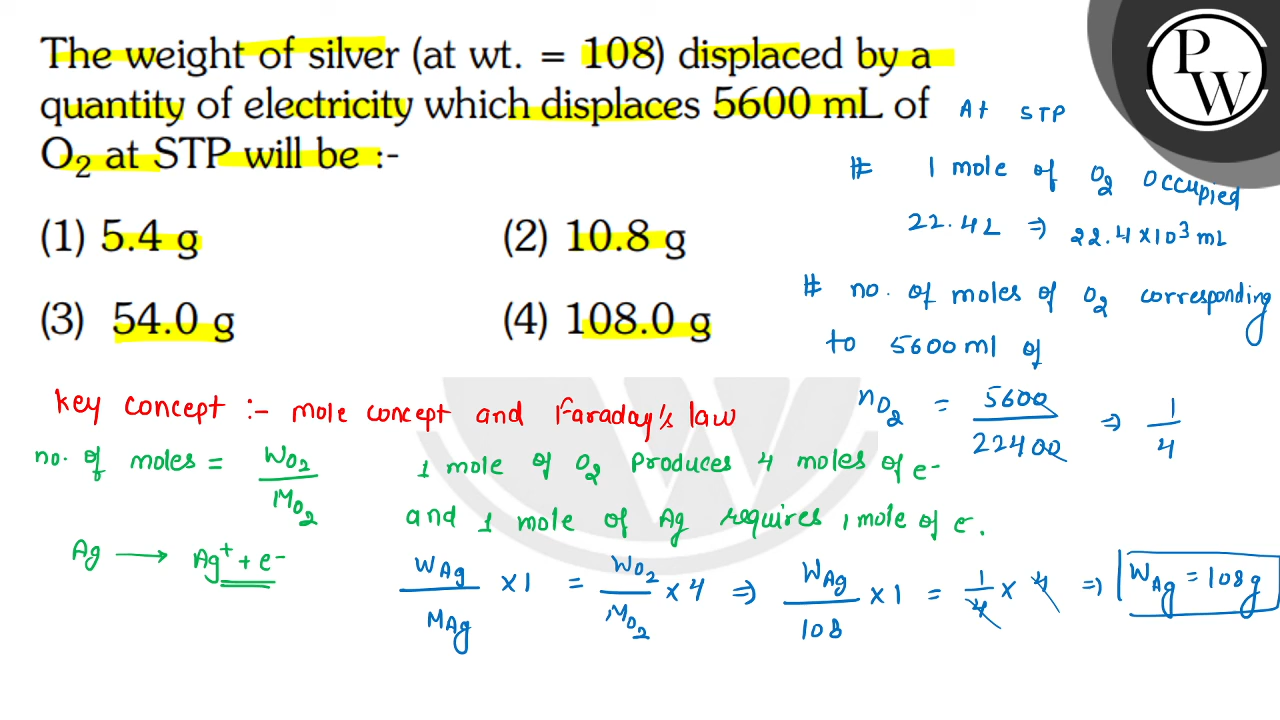 The weight of silver (at wt. = 108) displaced by a
quantity of electricity which displaces 5600 mL of
O₂ at STP will be :-
(1) 5.4 g
(2) 10.8 g
(3) 54.0 g
(4) 108.0 g
P
W
At STP
# 1 mole of O₂ occupied
22.4L ⇒ 22.4×10³ mL
# no. of moles of O₂ corresponding
to 5600 ml of
nO₂ = 5600/22400 ⇒ 1/4
key concept :- mole concept and Faraday's law
no. of moles = WO₂/MO₂
1 mole of O₂ Produces 4 moles of e-
and 1 mole of Ag requires 1 mole of e.
Ag ⟶ Ag⁺ + e⁻
WAg/MAg ×1 = WO₂/MO₂ ×4 ⇒ WAg/108 ×1 = 1/4 × 4 ⇒ WAg = 108g